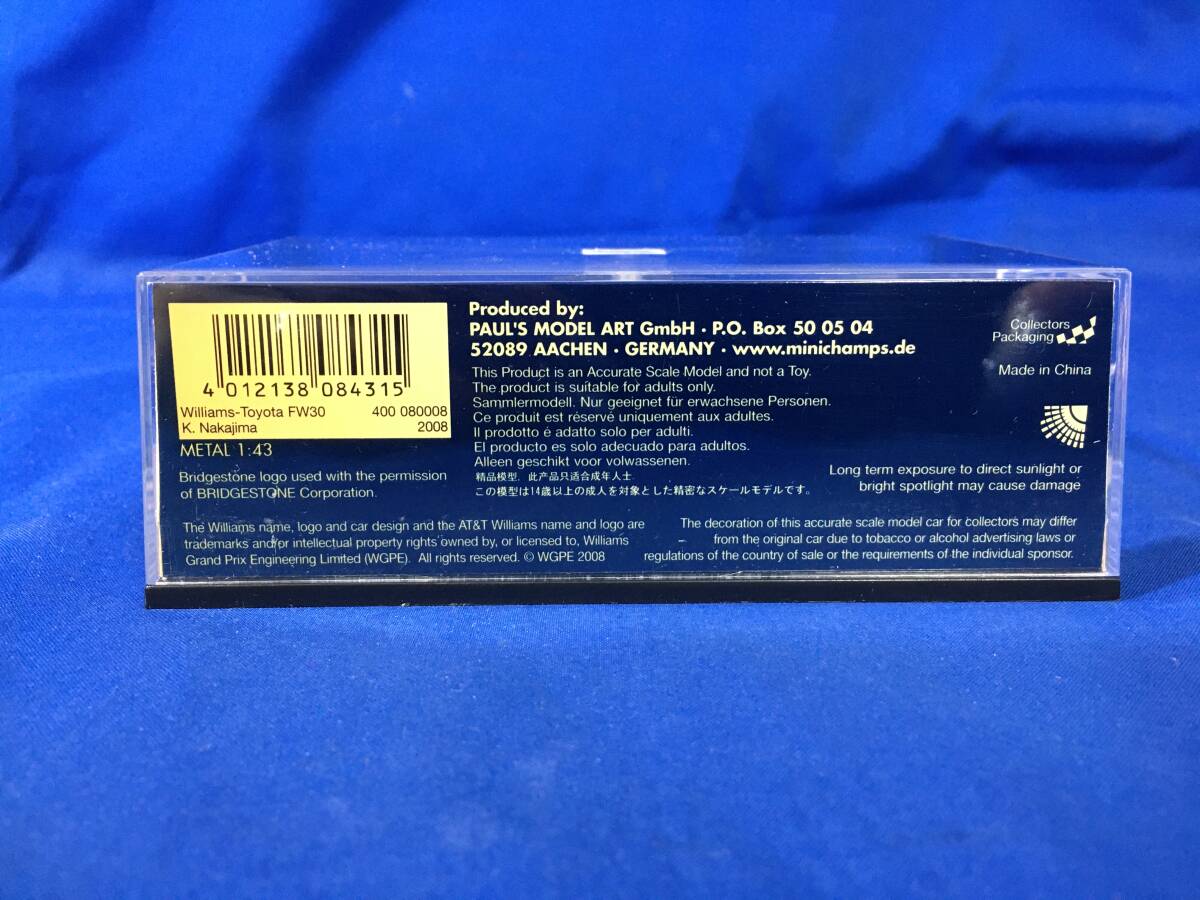 4 012138 084315
Williams-Toyota FW30 400 080008
K. Nakajima 2008
METAL 1:43
Bridgestone logo used with the permission
of BRIDGESTONE Corporation.
Produced by:
PAUL'S MODEL ART GmbH · P.O. Box 50 05 04
52089 AACHEN · GERMANY · www.minichamps.de
This Product is an Accurate Scale Model and not a Toy.
The product is suitable for adults only.
Sammlermodell. Nur geeignet für erwachsene Personen.
Ce produit est réservé uniquement aux adultes.
Il prodotto é adatto solo per adulti.
El producto es solo adecuado para adultos.
Alleen geschikt voor volwassenen.
精品模型，此产品只适合成年人士
この模型は14歳以上の成人を対象とした精密なスケールモデルです。
Collectors
Packaging
Made in China
Long term exposure to direct sunlight or
bright spotlight may cause damage
The Williams name, logo and car design and the AT&T Williams name and logo are
trademarks and/or intellectual property rights owned by, or licensed to, Williams
Grand Prix Engineering Limited (WGPE). All rights reserved. © WGPE 2008
The decoration of this accurate scale model car for collectors may differ
from the original car due to tobacco or alcohol advertising laws or
regulations of the country of sale or the requirements of the individual sponsor.